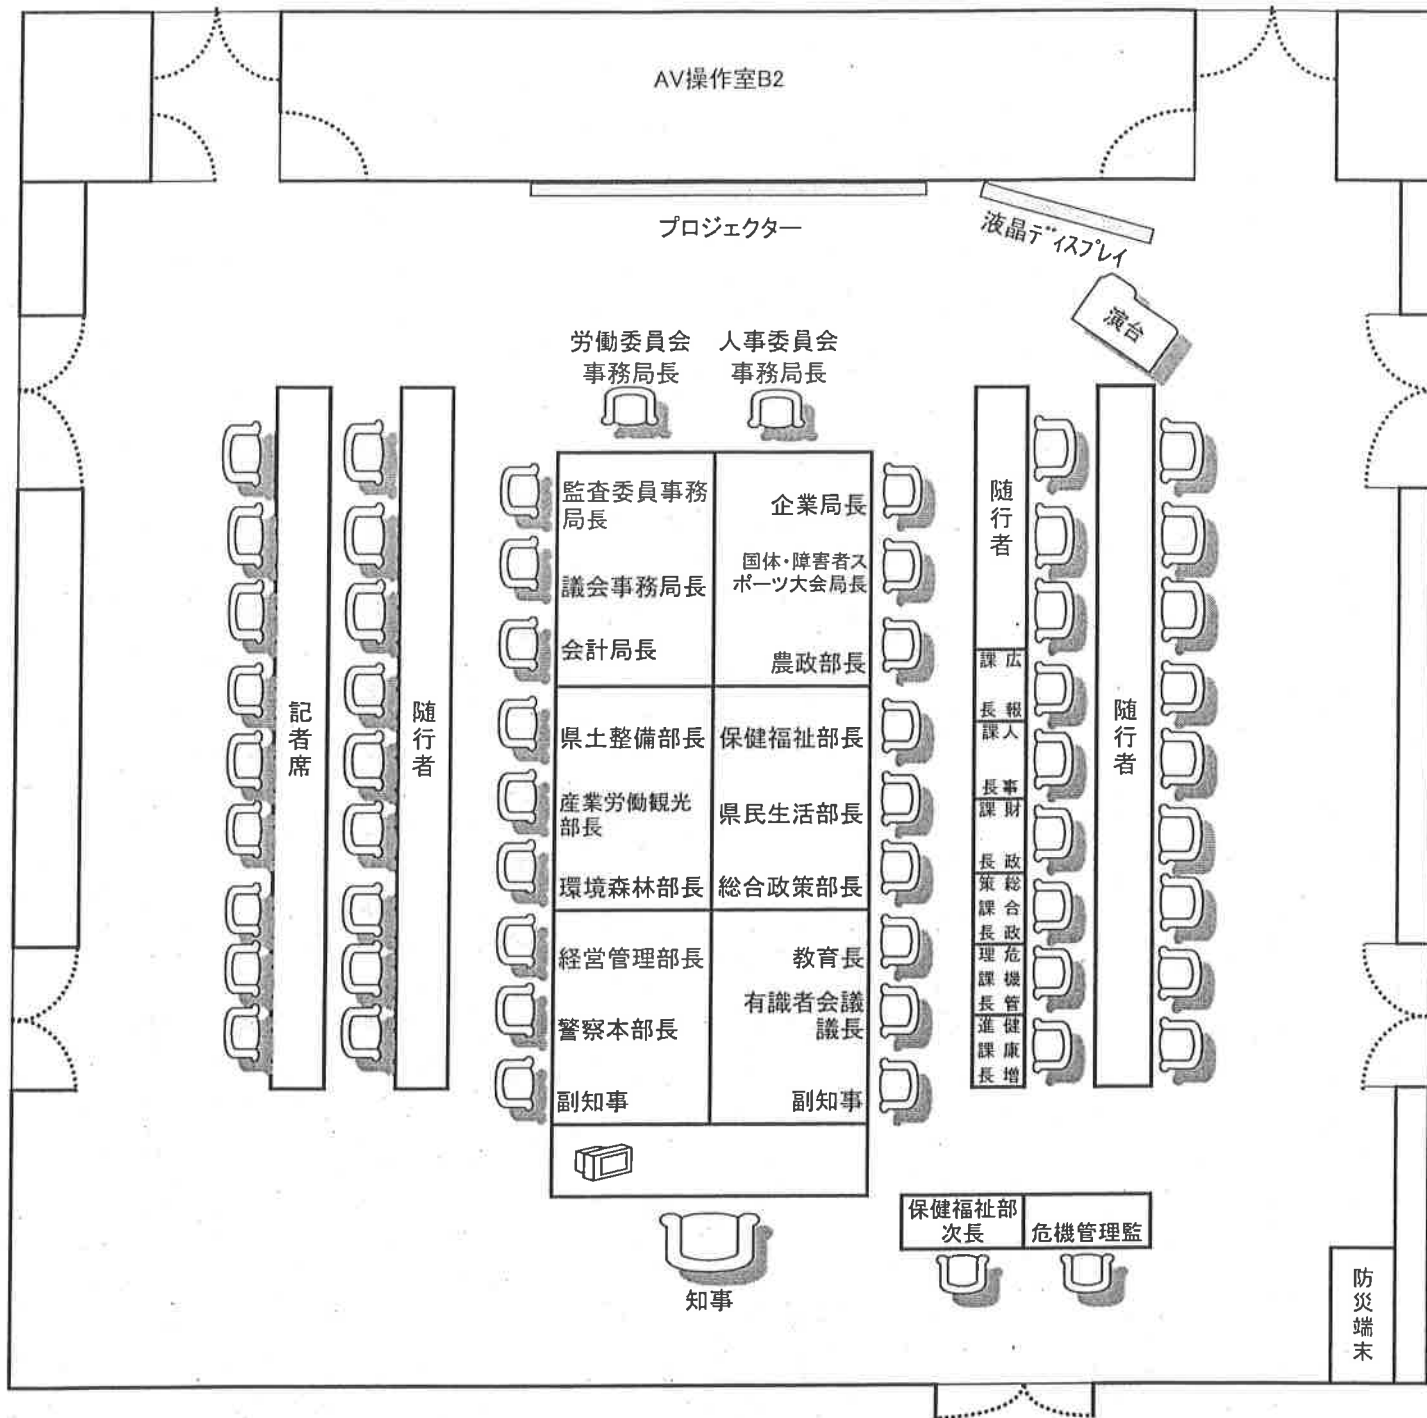 AV操作室B2
プロジェクター
液晶ディスプレイ
演台
労働委員会
事務局長
人事委員会
事務局長
監査委員事務
局長
議会事務局長
会計局長
県土整備部長
産業労働観光
部長
環境森林部長
経営管理部長
警察本部長
副知事
企業局長
国体・障害者ス
ポーツ大会局長
農政部長
保健福祉部長
県民生活部長
総合政策部長
教育長
有識者会議
議長
副知事
記者席
随行者
随行者
広報
課長
人事
課長
財政
課長
総合政
策課長
危機管
理課長
健康増
進課長
随行者
知事
保健福祉部
次長
危機管理監
防災端末